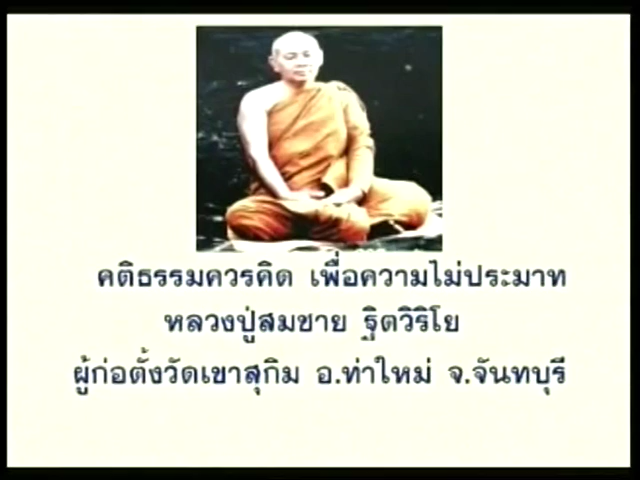 คติธรรมควรคิด เพื่อความไม่ประมาท
หลวงปู่สมชาย ฐิตวิริโย
ผู้ก่อตั้งวัดเขาสุกิม อ.ท่าใหม่ จ.จันทบุรี